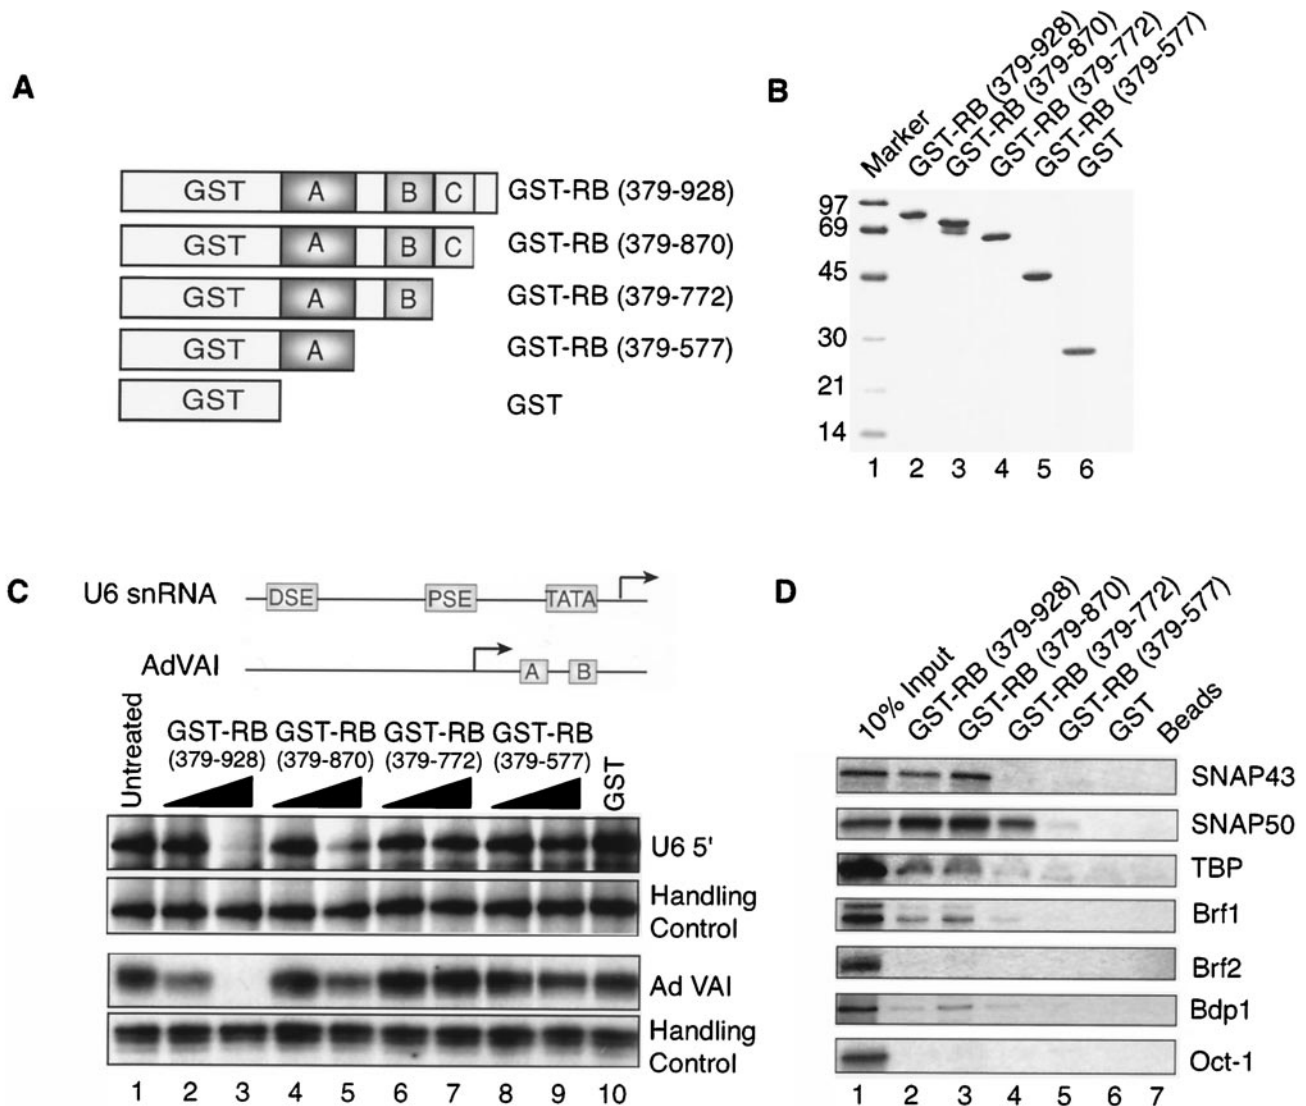 A
GST A B C GST-RB (379-928)
GST A B C GST-RB (379-870)
GST A B GST-RB (379-772)
GST A GST-RB (379-577)
GST GST
B
Marker
GST-RB (379-928)
GST-RB (379-870)
GST-RB (379-772)
GST-RB (379-577)
GST
97
69
45
30
21
14
1 2 3 4 5 6
C
U6 snRNA DSE PSE TATA
AdVAI A B
Untreated
GST-RB (379-928)
GST-RB (379-870)
GST-RB (379-772)
GST-RB (379-577)
GST
U6 5'
Handling
Control
Ad VAI
Handling
Control
1 2 3 4 5 6 7 8 9 10
D
10% Input
GST-RB (379-928)
GST-RB (379-870)
GST-RB (379-772)
GST-RB (379-577)
GST
Beads
SNAP43
SNAP50
TBP
Brf1
Brf2
Bdp1
Oct-1
1 2 3 4 5 6 7